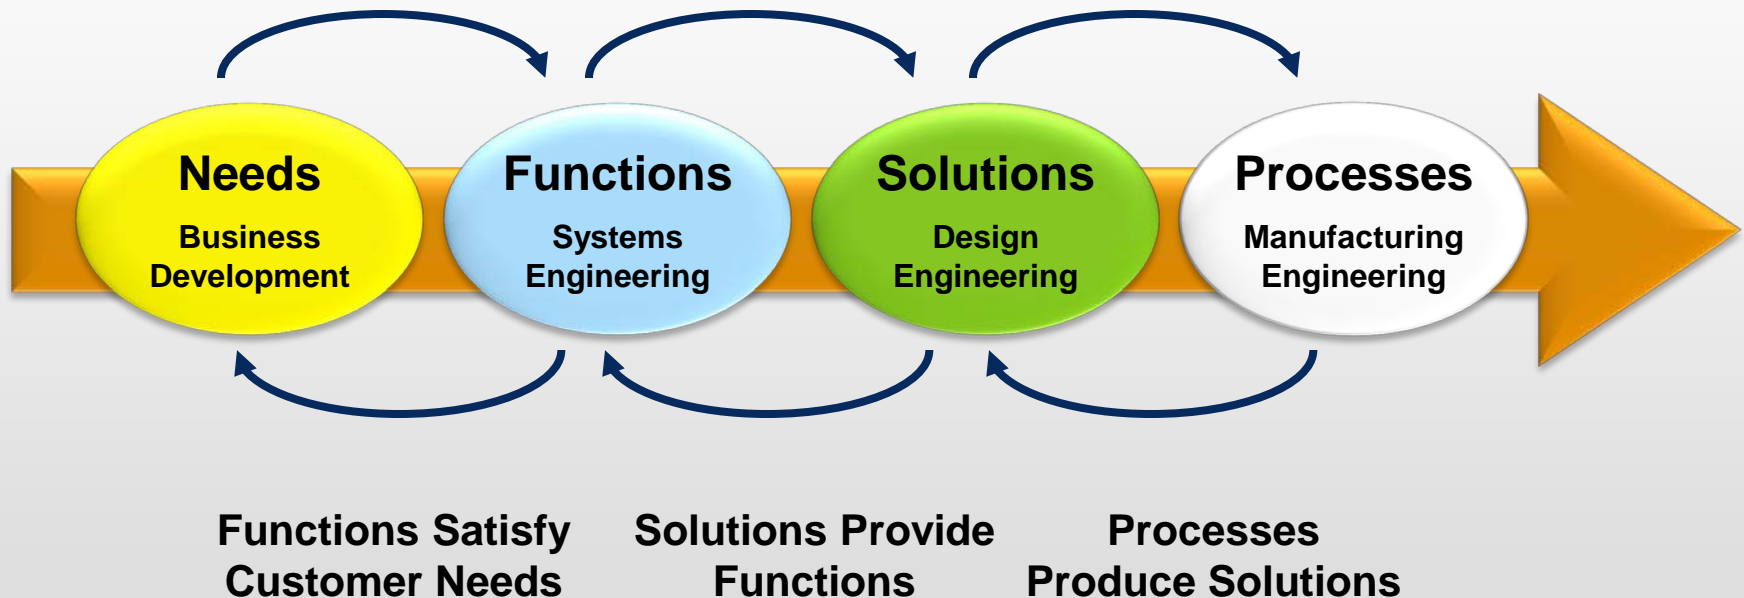 Needs
Business
Development
Functions
Systems
Engineering
Solutions
Design
Engineering
Processes
Manufacturing
Engineering
Functions Satisfy
Customer Needs
Solutions Provide
Functions
Processes
Produce Solutions